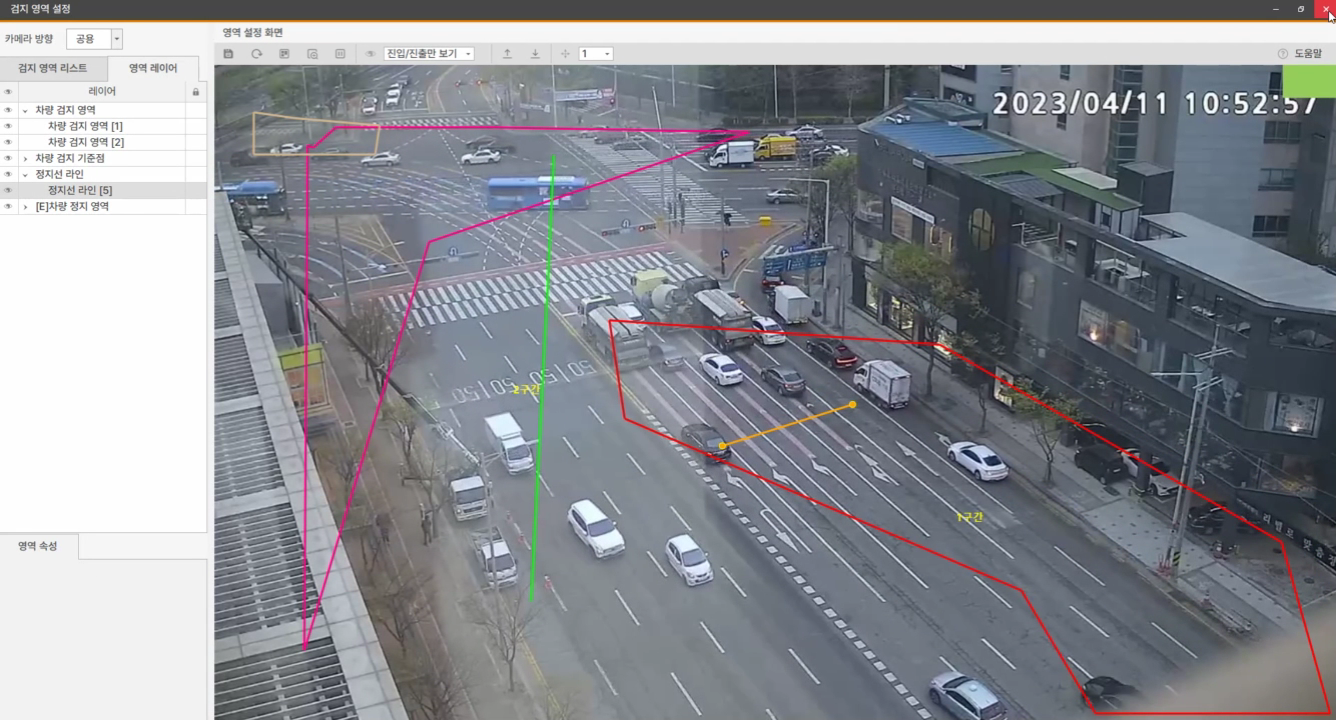 검지 영역 설정
카메라 방향 공용
영역 설정 화면
진입/진출만 보기 1 도움말
검지 영역 리스트 영역 레이어
레이어
차량 검지 영역
차량 검지 영역 [1]
차량 검지 영역 [2]
차량 검지 기준점
정지선 라인
정지선 라인 [5]
[E]차량 정지 영역
영역 속성
2023/04/11 10:52:57
50 50 50 50
2구간
1구간